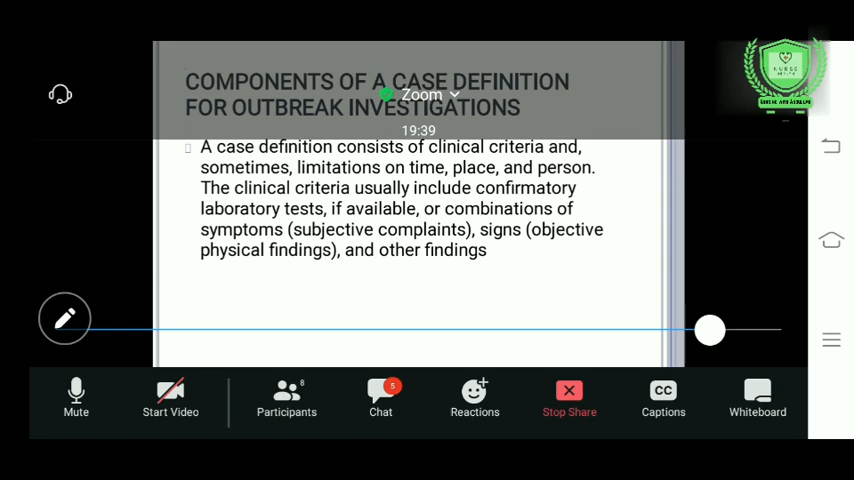 NURSE
HEALTH
COMPONENTS OF A CASE DEFINITION
FOR OUTBREAK INVESTIGATIONS
Zoom
19:39
A case definition consists of clinical criteria and,
sometimes, limitations on time, place, and person.
The clinical criteria usually include confirmatory
laboratory tests, if available, or combinations of
symptoms (subjective complaints), signs (objective
physical findings), and other findings
8
5
CC
Mute
Start Video
Participants
Chat
Reactions
Stop Share
Captions
Whiteboard